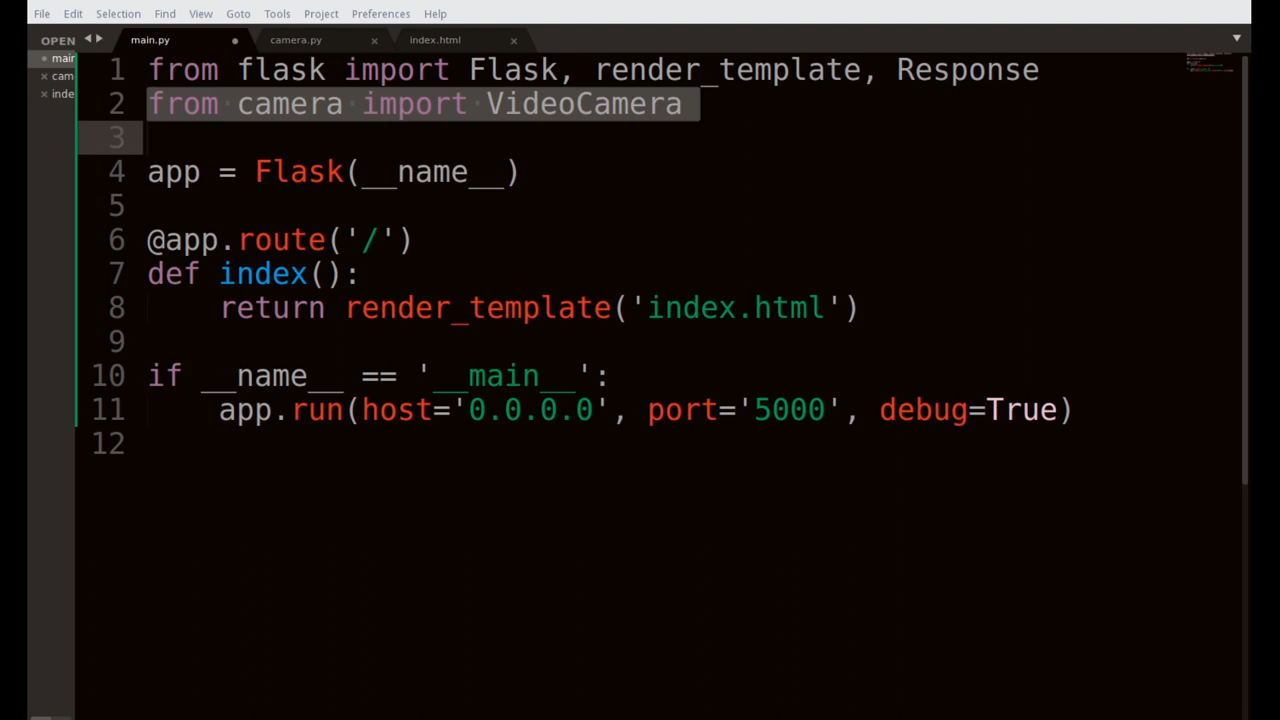 File Edit Selection Find View Goto Tools Project Preferences Help
OPEN main.py camera.py index.html
main
cam
inde
1 from flask import Flask, render_template, Response
2 from camera import VideoCamera
3
4 app = Flask(__name__)
5
6 @app.route('/')
7 def index():
8 return render_template('index.html')
9
10 if __name__ == '__main__':
11 app.run(host='0.0.0.0', port='5000', debug=True)
12